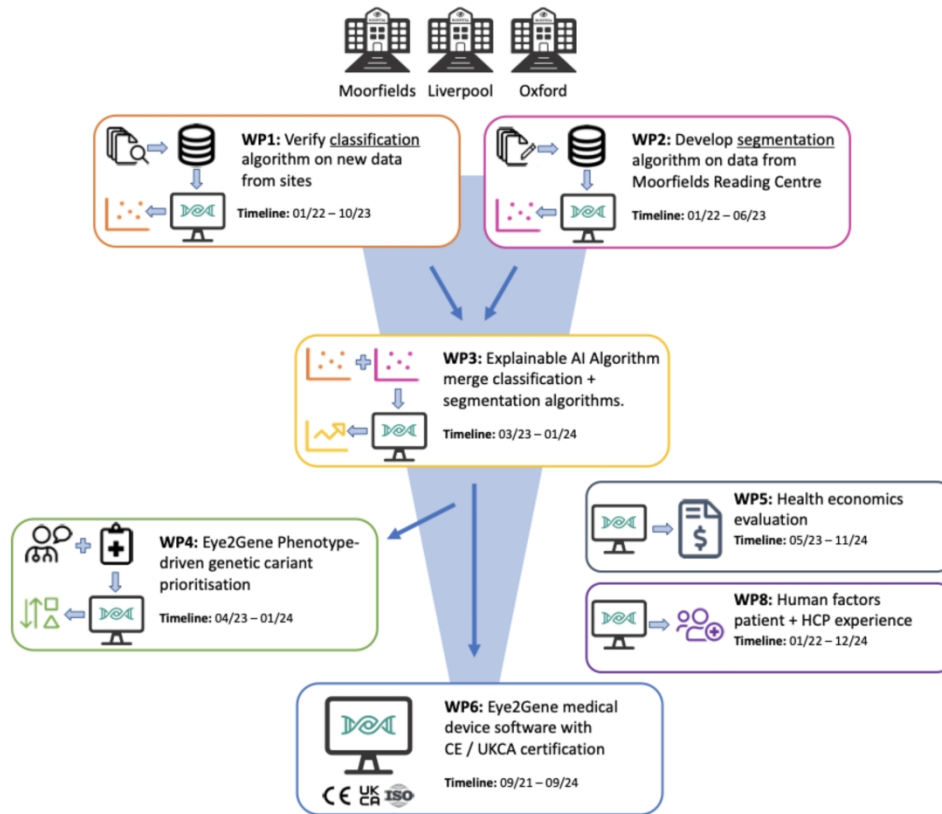 Moorfields
Liverpool
Oxford
WP1: Verify classification
algorithm on new data
from sites
Timeline: 01/22 – 10/23
WP2: Develop segmentation
algorithm on data from
Moorfields Reading Centre
Timeline: 01/22 – 06/23
WP3: Explainable AI Algorithm
merge classification +
segmentation algorithms.
Timeline: 03/23 – 01/24
WP4: Eye2Gene Phenotype-
driven genetic cariant
prioritisation
Timeline: 04/23 – 01/24
WP5: Health economics
evaluation
Timeline: 05/23 – 11/24
WP8: Human factors
patient + HCP experience
Timeline: 01/22 – 12/24
WP6: Eye2Gene medical
device software with
CE / UKCA certification
Timeline: 09/21 – 09/24
CE
UK
CA
ISO